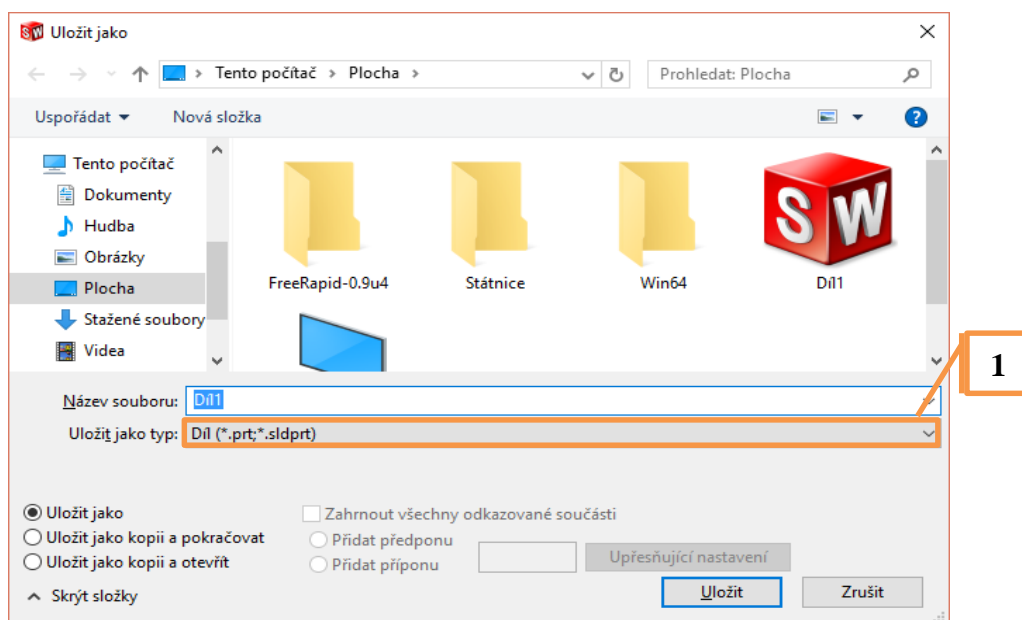 Uložit jako
Tento počítač › Plocha ›
Prohledat: Plocha
Uspořádat
Nová složka
Tento počítač
Dokumenty
Hudba
Obrázky
Plocha
Stažené soubory
Videa
FreeRapid-0.9u4
Státnice
Win64
SW
Díl1
1
Název souboru: Díl1
Uložit jako typ: Díl (*.prt;*.sldprt)
Uložit jako
Uložit jako kopii a pokračovat
Uložit jako kopii a otevřít
Zahrnout všechny odkazované součásti
Přidat předponu
Přidat příponu
Upřesňující nastavení
Skrýt složky
Uložit
Zrušit